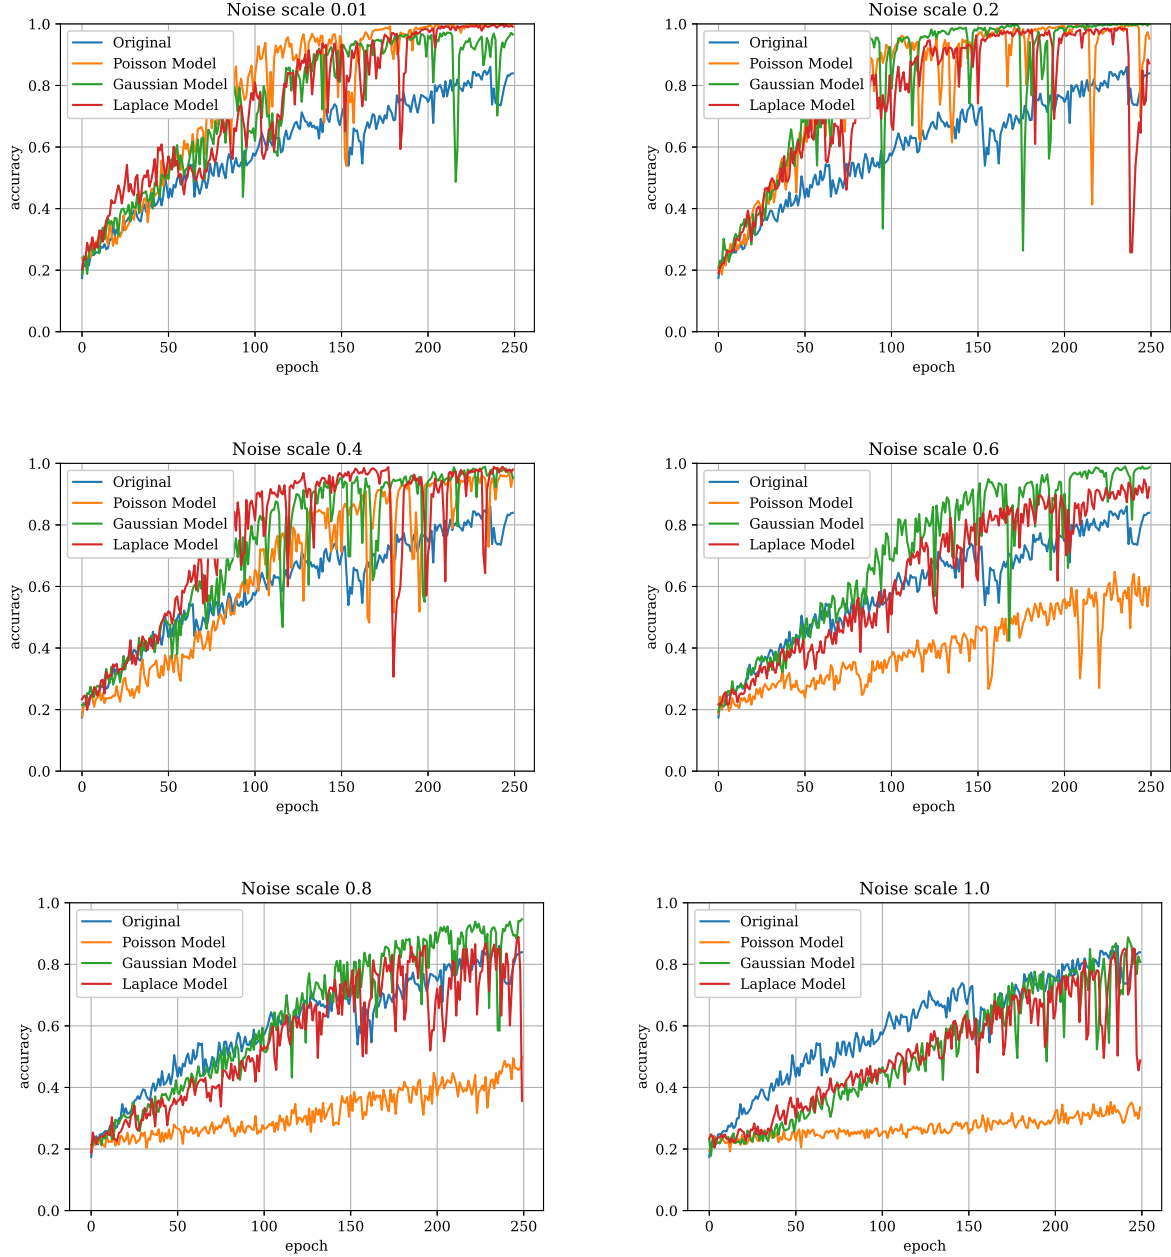 Noise scale 0.01
1.0
0.8
0.6
0.4
0.2
0.0
accuracy
Original
Poisson Model
Gaussian Model
Laplace Model
0 50 100 150 200 250
epoch
Noise scale 0.2
1.0
0.8
0.6
0.4
0.2
0.0
accuracy
Original
Poisson Model
Gaussian Model
Laplace Model
0 50 100 150 200 250
epoch
Noise scale 0.4
1.0
0.8
0.6
0.4
0.2
0.0
accuracy
Original
Poisson Model
Gaussian Model
Laplace Model
0 50 100 150 200 250
epoch
Noise scale 0.6
1.0
0.8
0.6
0.4
0.2
0.0
accuracy
Original
Poisson Model
Gaussian Model
Laplace Model
0 50 100 150 200 250
epoch
Noise scale 0.8
1.0
0.8
0.6
0.4
0.2
0.0
accuracy
Original
Poisson Model
Gaussian Model
Laplace Model
0 50 100 150 200 250
epoch
Noise scale 1.0
1.0
0.8
0.6
0.4
0.2
0.0
accuracy
Original
Poisson Model
Gaussian Model
Laplace Model
0 50 100 150 200 250
epoch